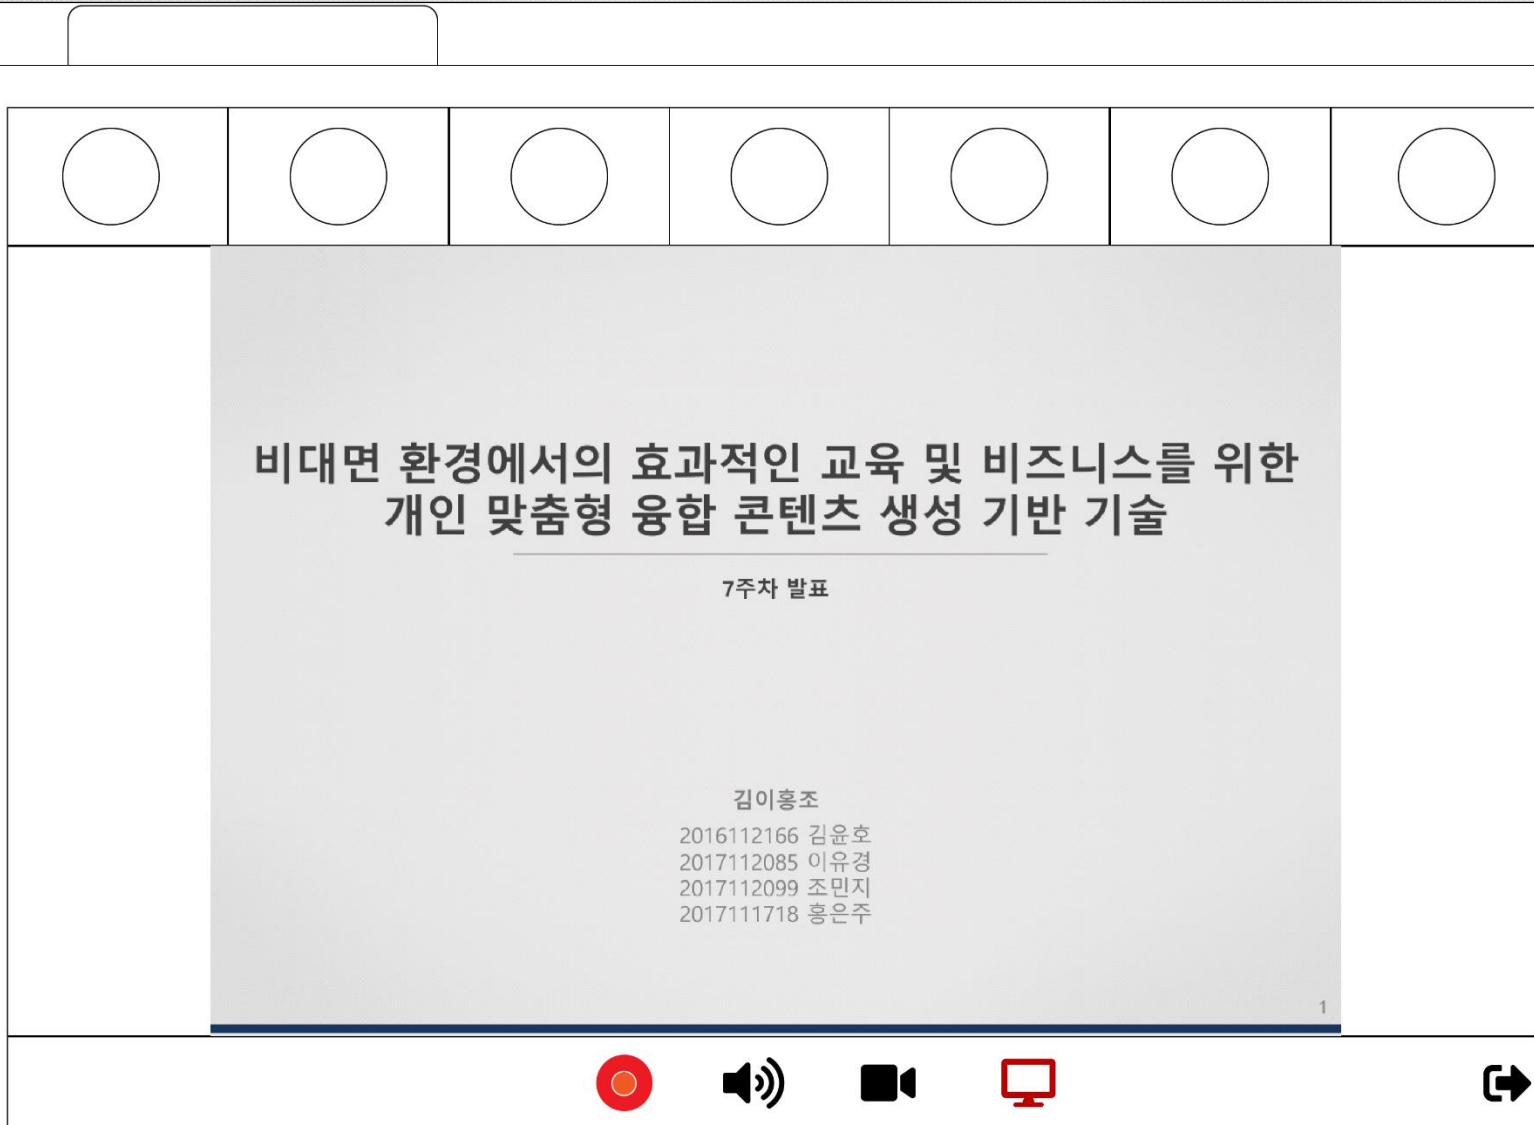 비대면 환경에서의 효과적인 교육 및 비즈니스를 위한
개인 맞춤형 융합 콘텐츠 생성 기반 기술
7주차 발표
김이홍조
2016112166 김윤호
2017112085 이유경
2017112099 조민지
2017111718 홍은주
1